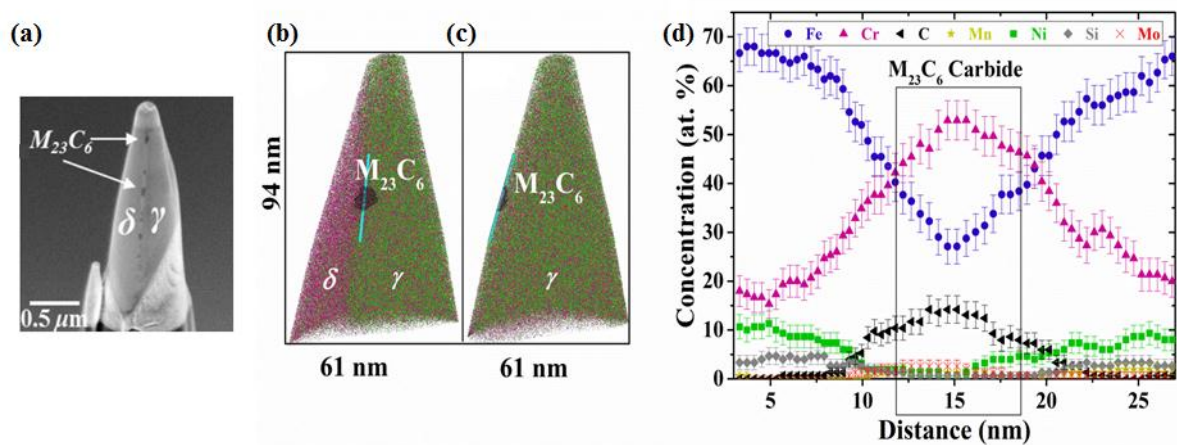 (a)
M₂₃C₆
δ γ
0.5 µm
(b)
(c)
94 nm
M₂₃C₆
M₂₃C₆
δ
γ
γ
61 nm
61 nm
(d)
Fe Cr C Mn Ni Si Mo
M₂₃C₆ Carbide
Concentration (at. %)
70
60
50
40
30
20
10
0
5 10 15 20 25
Distance (nm)